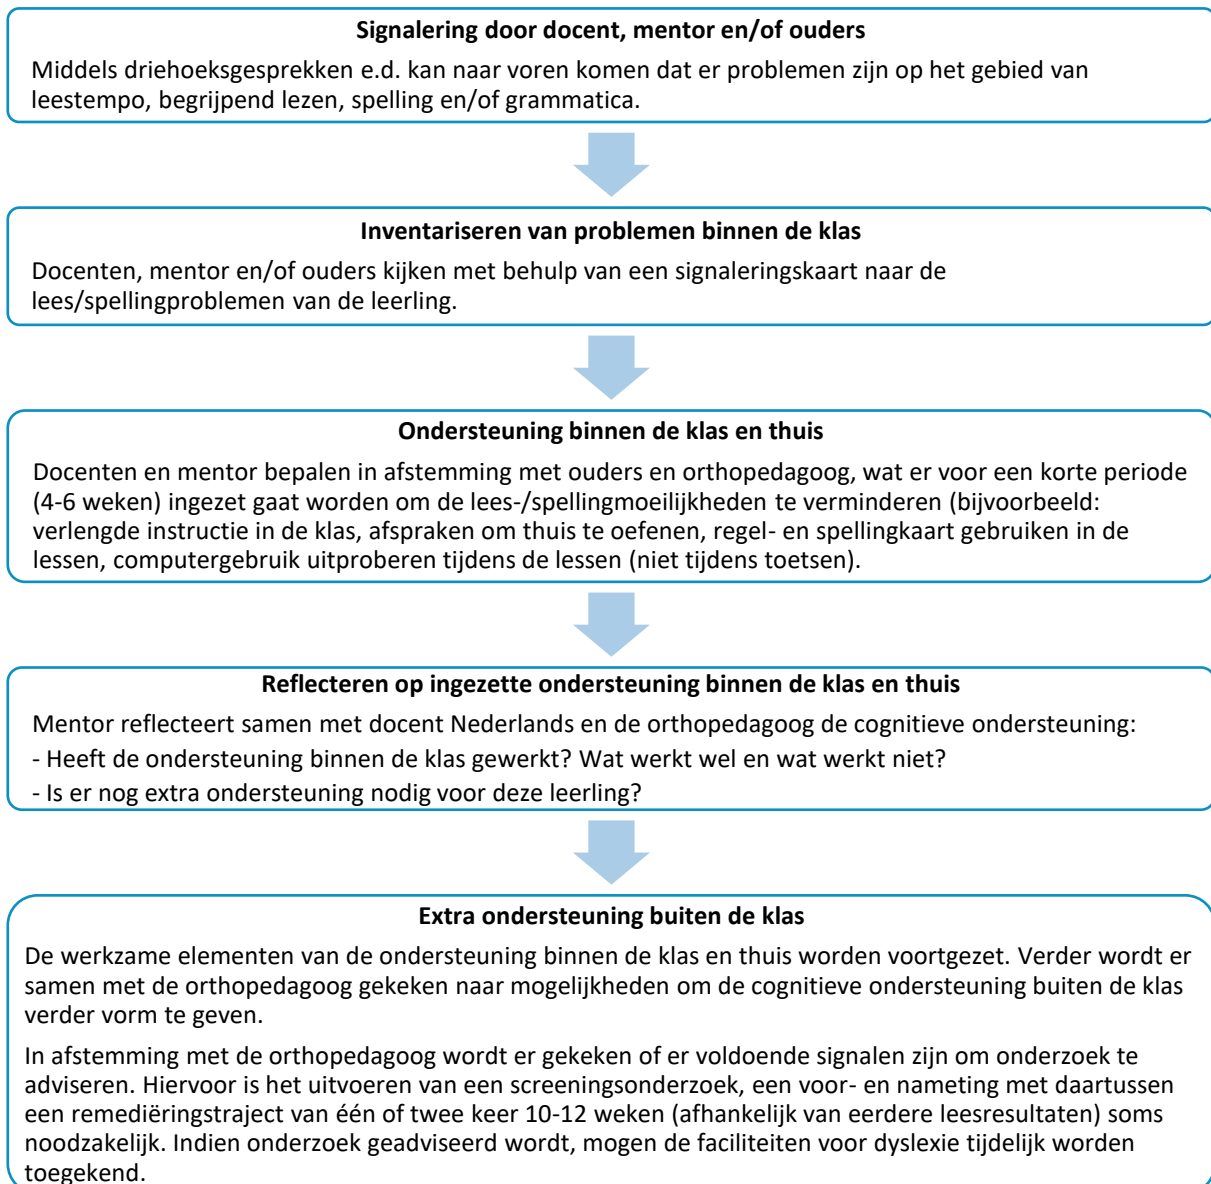 Signalering door docent, mentor en/of ouders
Middels driehoeksgesprekken e.d. kan naar voren komen dat er problemen zijn op het gebied van
leestempo, begrijpend lezen, spelling en/of grammatica.
Inventariseren van problemen binnen de klas
Docenten, mentor en/of ouders kijken met behulp van een signaleringskaart naar de
lees/spellingproblemen van de leerling.
Ondersteuning binnen de klas en thuis
Docenten en mentor bepalen in afstemming met ouders en orthopedagoog, wat er voor een korte periode
(4-6 weken) ingezet gaat worden om de lees-/spellingmoeilijkheden te verminderen (bijvoorbeeld:
verlengde instructie in de klas, afspraken om thuis te oefenen, regel- en spellingkaart gebruiken in de
lessen, computergebruik uitproberen tijdens de lessen (niet tijdens toetsen).
Reflecteren op ingezette ondersteuning binnen de klas en thuis
Mentor reflecteert samen met docent Nederlands en de orthopedagoog de cognitieve ondersteuning:
- Heeft de ondersteuning binnen de klas gewerkt? Wat werkt wel en wat werkt niet?
- Is er nog extra ondersteuning nodig voor deze leerling?
Extra ondersteuning buiten de klas
De werkzame elementen van de ondersteuning binnen de klas en thuis worden voortgezet. Verder wordt er
samen met de orthopedagoog gekeken naar mogelijkheden om de cognitieve ondersteuning buiten de klas
verder vorm te geven.
In afstemming met de orthopedagoog wordt er gekeken of er voldoende signalen zijn om onderzoek te
adviseren. Hiervoor is het uitvoeren van een screeningsonderzoek, een voor- en nameting met daartussen
een remediëringstraject van één of twee keer 10-12 weken (afhankelijk van eerdere leesresultaten) soms
noodzakelijk. Indien onderzoek geadviseerd wordt, mogen de faciliteiten voor dyslexie tijdelijk worden
toegekend.